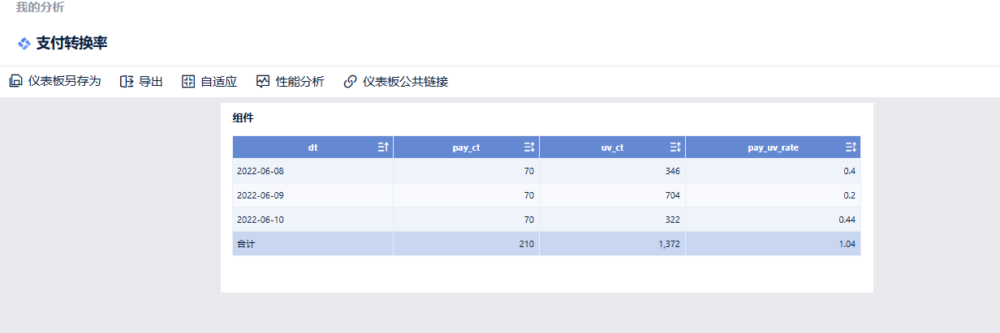 我的分析
支付转换率
仪表板另存为 导出 自适应 性能分析 仪表板公共链接
组件
dt pay_ct uv_ct pay_uv_rate
2022-06-08 70 346 0.4
2022-06-09 70 704 0.2
2022-06-10 70 322 0.44
合计 210 1,372 1.04